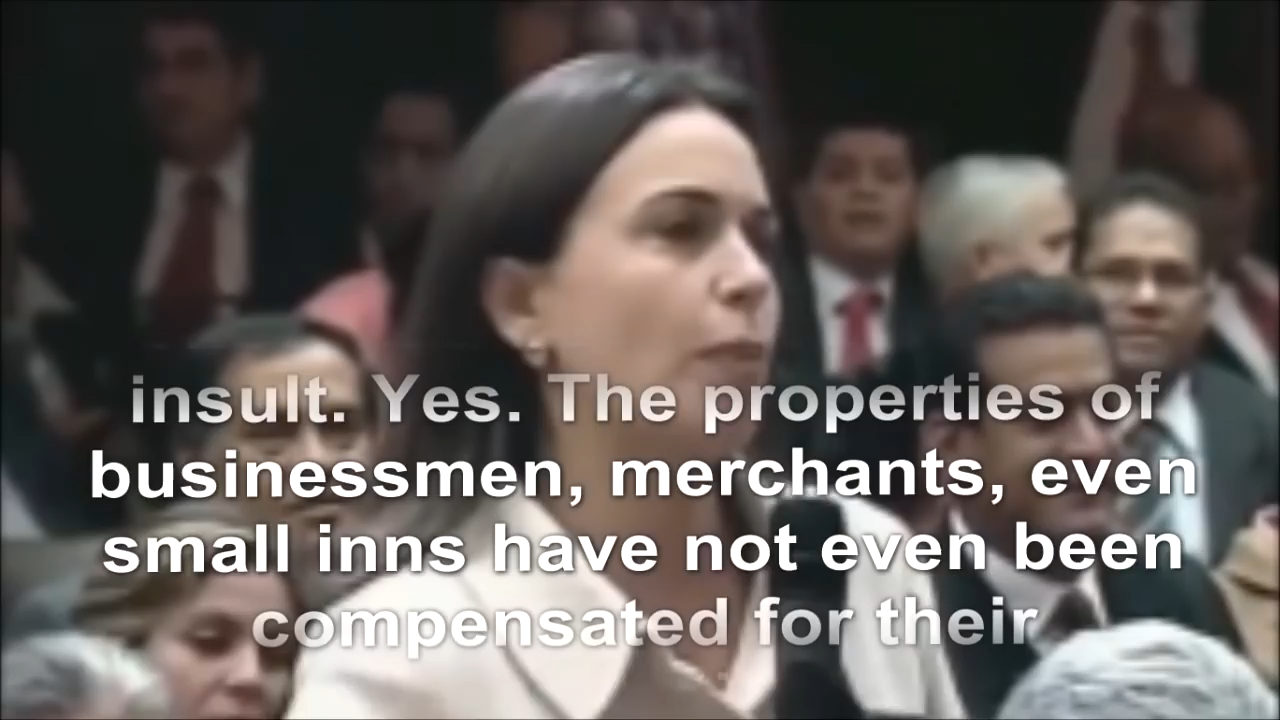 insult. Yes. The properties of
businessmen, merchants, even
small inns have not even been
compensated for their